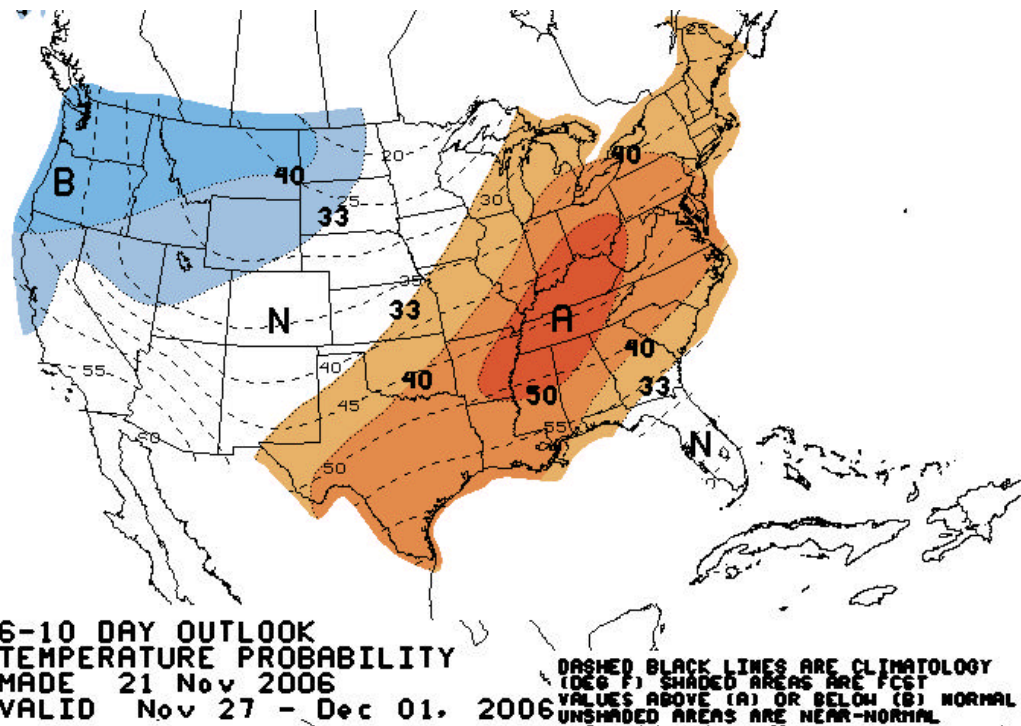 25
40
20
B
40
30
25
33
35
33
A
N
40
40
55
40
33
45
50
55
N
60
50
6-10 DAY OUTLOOK
TEMPERATURE PROBABILITY
MADE 21 Nov 2006
VALID Nov 27 - Dec 01, 2006
DASHED BLACK LINES ARE CLIMATOLOGY
(DEG F) SHADED AREAS ARE FCST
VALUES ABOVE (A) OR BELOW (B) NORMAL
UNSHADED AREAS ARE NEAR-NORMAL